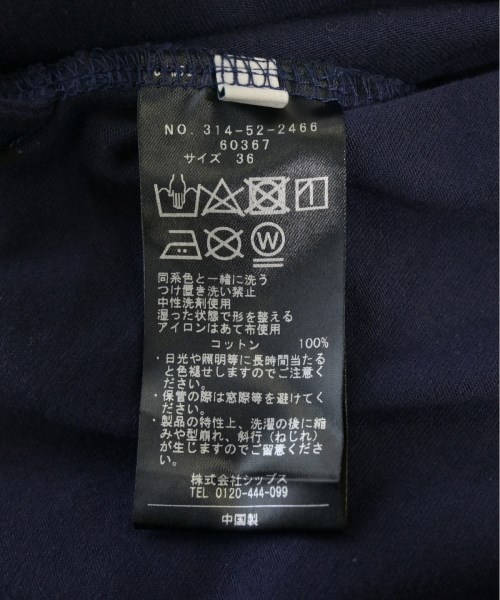 NO. 314-52-2466
60367
サイズ 36
W
同系色と一緒に洗う
つけ置き洗い禁止
中性洗剤使用
湿った状態で形を整える
アイロンはあて布使用
コットン 100%
・日光や照明等に長時間当たる
と色褪せしますのでご注意く
ださい。
・保管の際は窓際等を避けてく
ださい。
・製品の特性上、洗濯の後に縮
みや型崩れ、斜行(ねじれ)
が生じますのでご了承くださ
い。
株式会社シップス
TEL 0120-444-099
中国製